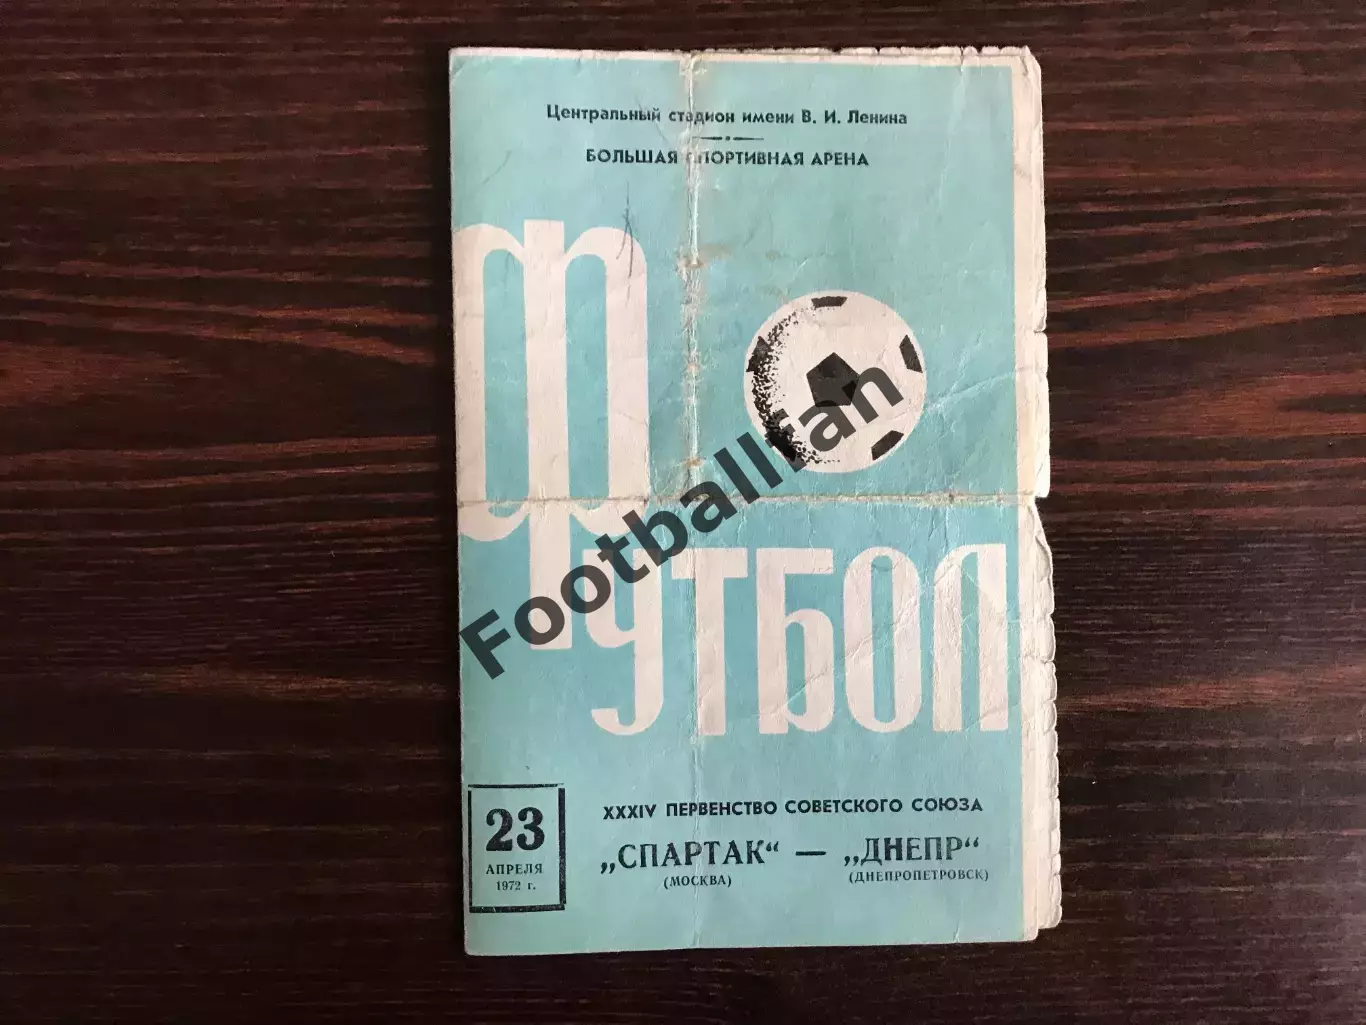 Центральный стадион имени В. И. Ленина
БОЛЬШАЯ СПОРТИВНАЯ АРЕНА
ФУТБОЛ
Footballfan
23
АПРЕЛЯ
1972 г.
XXXIV ПЕРВЕНСТВО СОВЕТСКОГО СОЮЗА
„СПАРТАК“ — „ДНЕПР“
(МОСКВА) (ДНЕПРОПЕТРОВСК)